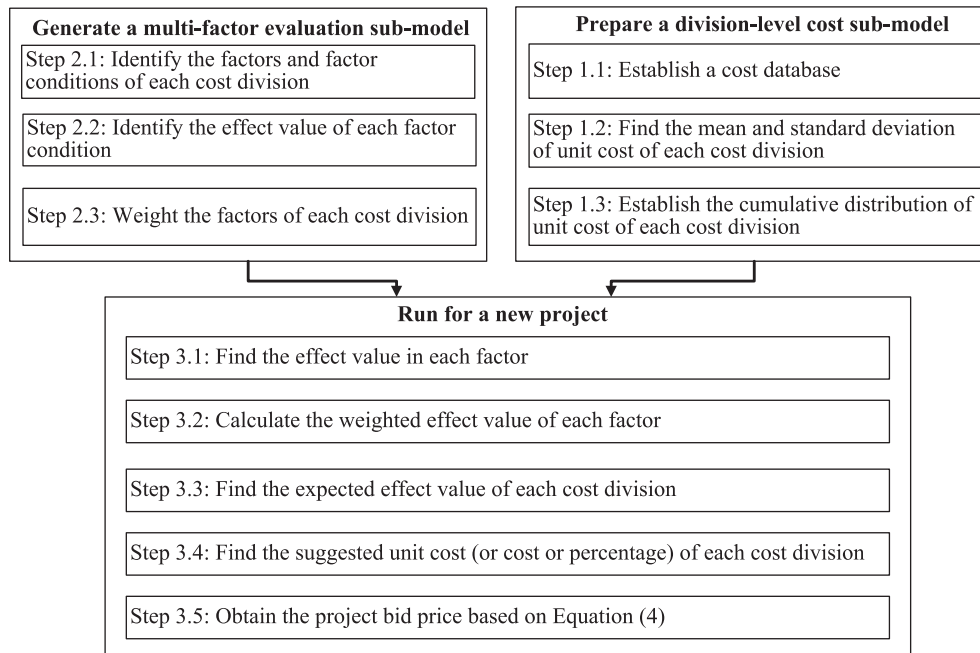 Generate a multi-factor evaluation sub-model
Step 2.1: Identify the factors and factor
conditions of each cost division
Step 2.2: Identify the effect value of each factor
condition
Step 2.3: Weight the factors of each cost division
Prepare a division-level cost sub-model
Step 1.1: Establish a cost database
Step 1.2: Find the mean and standard deviation
of unit cost of each cost division
Step 1.3: Establish the cumulative distribution of
unit cost of each cost division
Run for a new project
Step 3.1: Find the effect value in each factor
Step 3.2: Calculate the weighted effect value of each factor
Step 3.3: Find the expected effect value of each cost division
Step 3.4: Find the suggested unit cost (or cost or percentage) of each cost division
Step 3.5: Obtain the project bid price based on Equation (4)